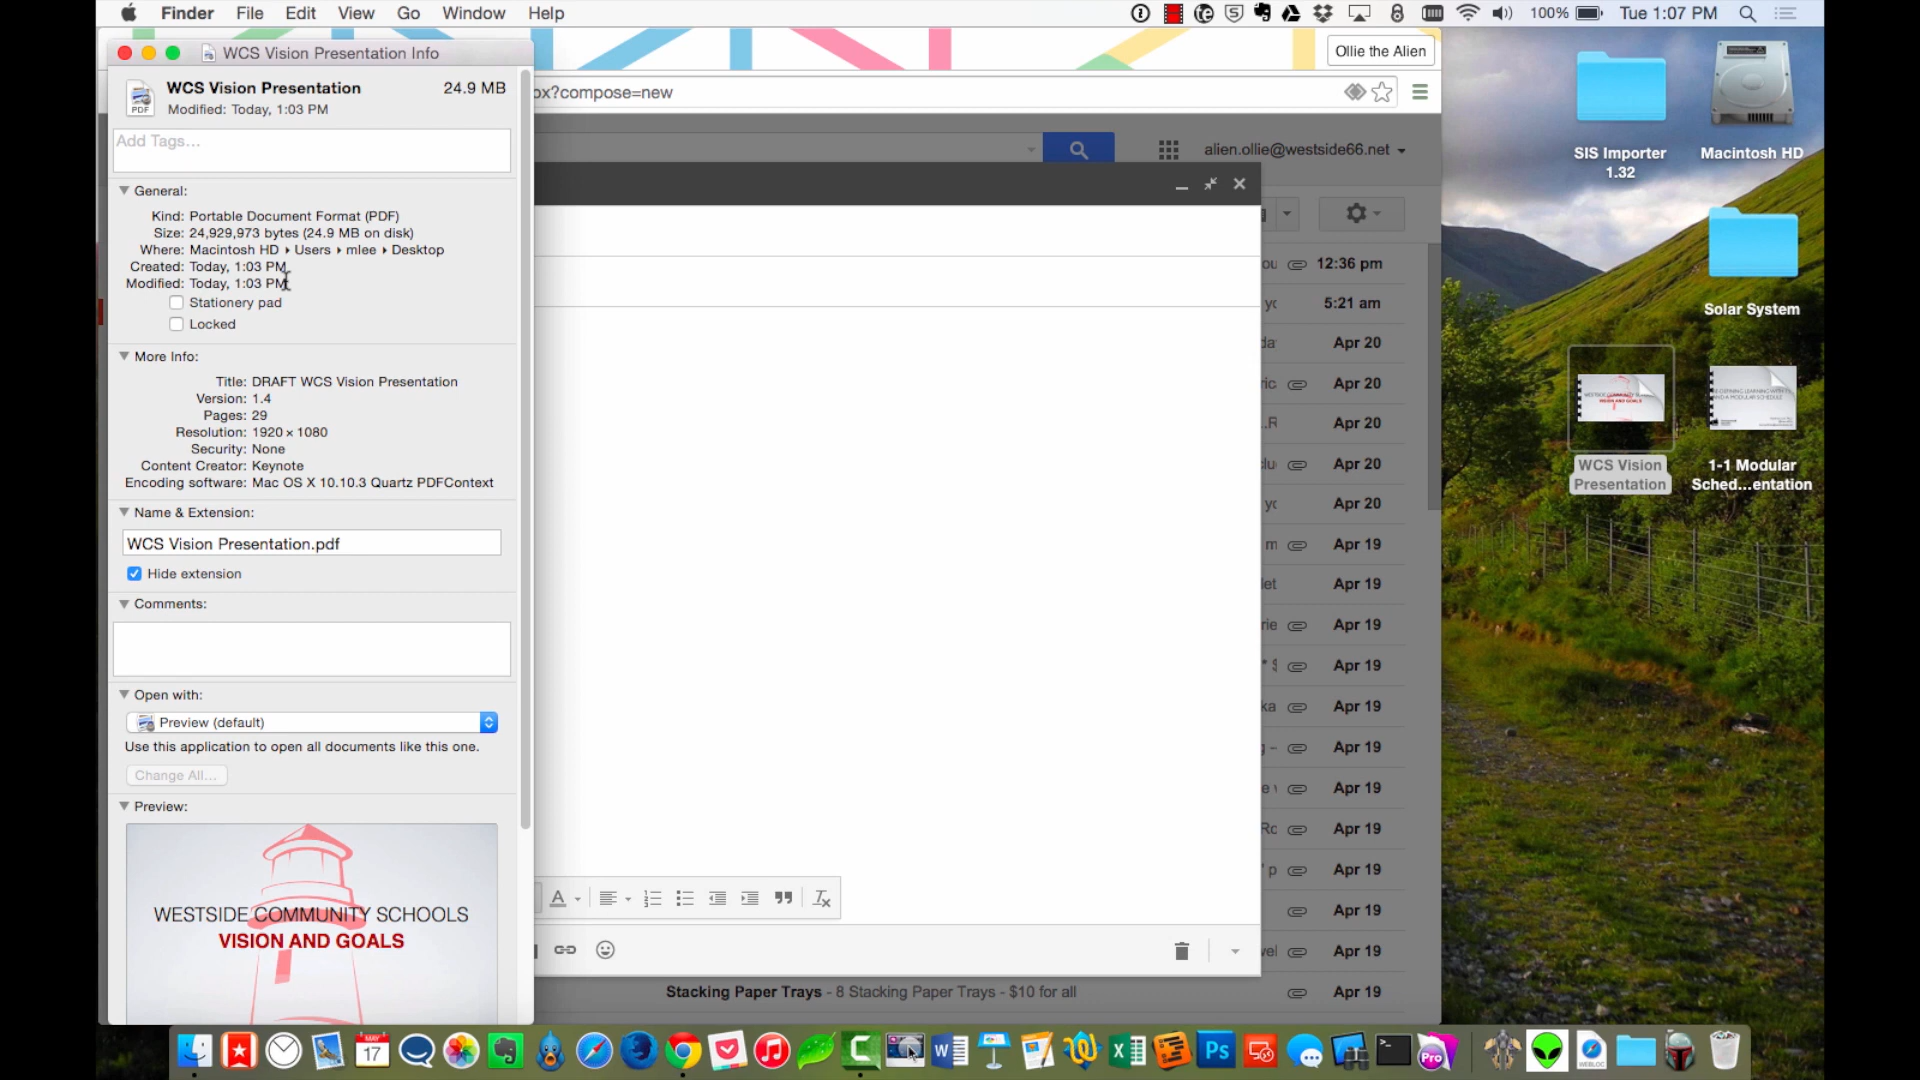 Finder File Edit View Go Window Help
100% Tue 1:07 PM
WCS Vision Presentation Info
WCS Vision Presentation 24.9 MB
Modified: Today, 1:03 PM
Add Tags…
General:
Kind: Portable Document Format (PDF)
Size: 24,929,973 bytes (24.9 MB on disk)
Where: Macintosh HD ▸ Users ▸ mlee ▸ Desktop
Created: Today, 1:03 PM
Modified: Today, 1:03 PM
Stationery pad
Locked
More Info:
Title: DRAFT WCS Vision Presentation
Version: 1.4
Pages: 29
Resolution: 1920 × 1080
Security: None
Content Creator: Keynote
Encoding software: Mac OS X 10.10.3 Quartz PDFContext
Name & Extension:
WCS Vision Presentation.pdf
Hide extension
Comments:
Open with:
Preview (default)
Use this application to open all documents like this one.
Change All...
Preview:
WESTSIDE COMMUNITY SCHOOLS
VISION AND GOALS
Ollie the Alien
ox?compose=new
alien.ollie@westside66.net
12:36 pm
5:21 am
Apr 20
Apr 20
Apr 20
Apr 20
Apr 20
Apr 19
Apr 19
Apr 19
Apr 19
Apr 19
Apr 19
Apr 19
Apr 19
Apr 19
Apr 19
Apr 19
Stacking Paper Trays - 8 Stacking Paper Trays - $10 for all Apr 19
SIS Importer
1.32
Macintosh HD
Solar System
WCS Vision
Presentation
1-1 Modular
Sched...entation
MAY
17
Ps
Pro